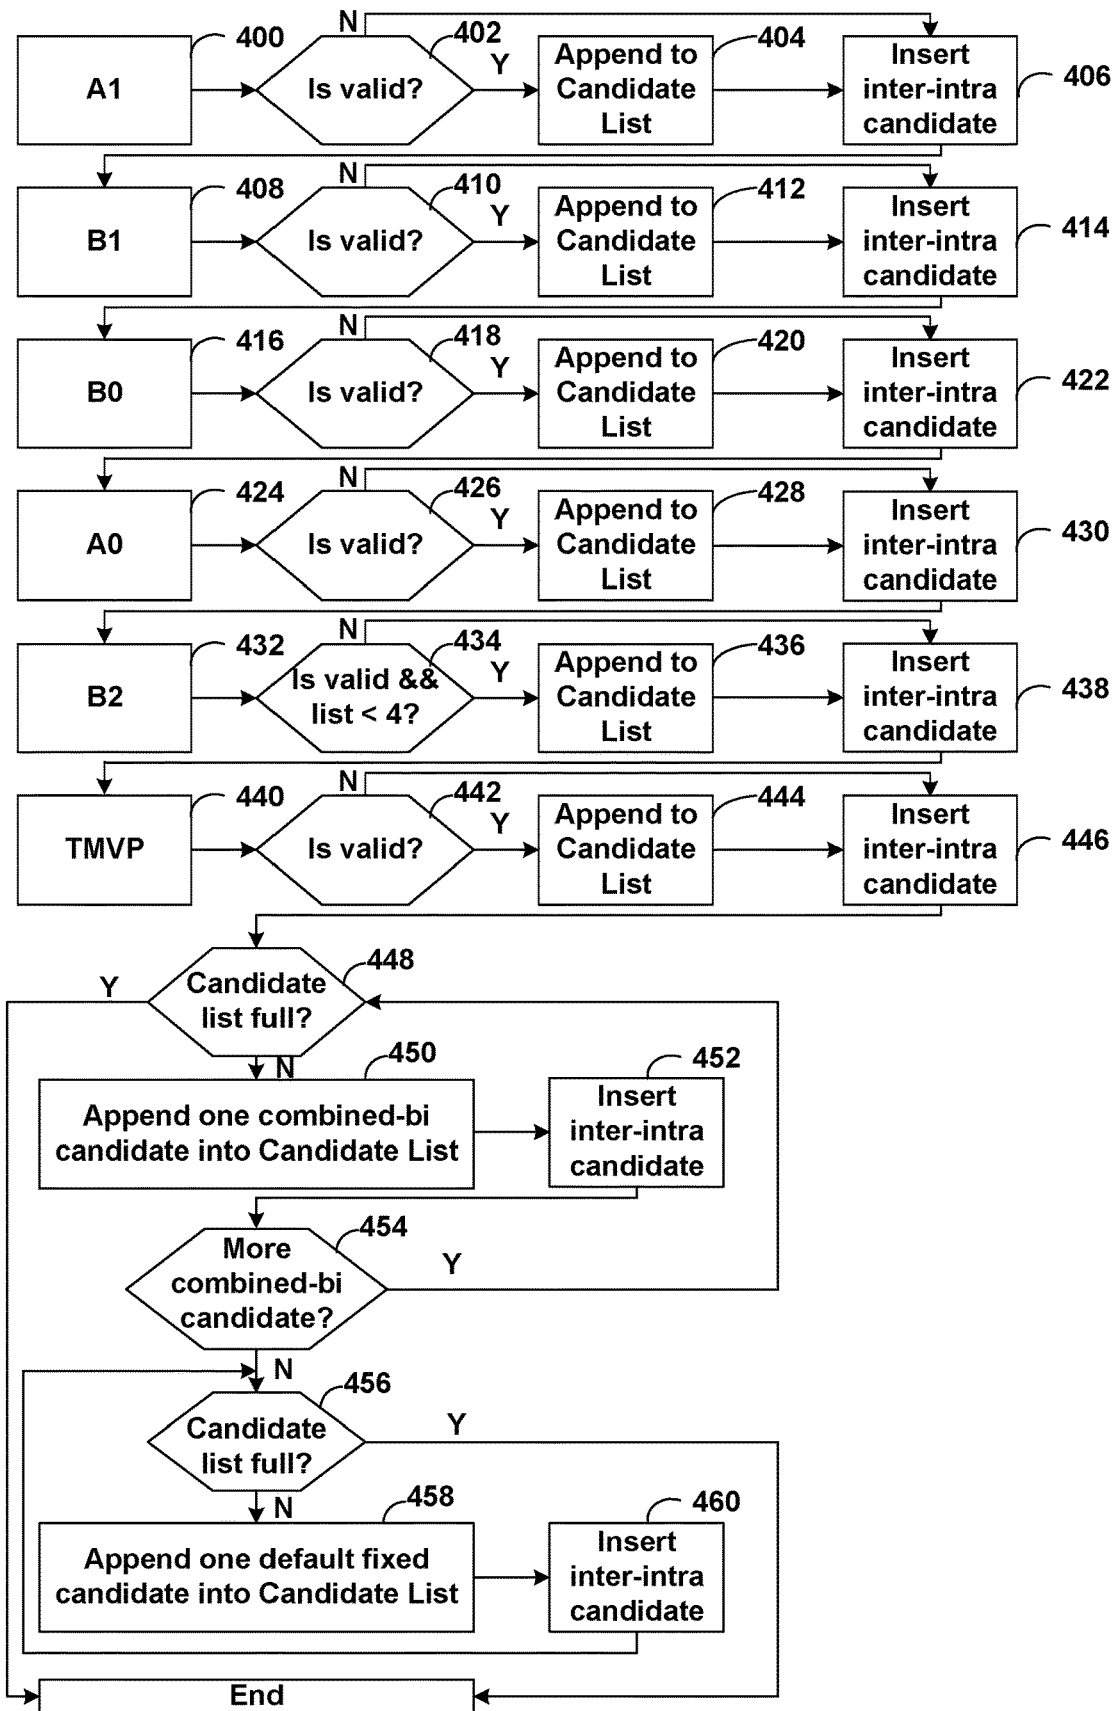 N
400
402
404
A1
Is valid?
Y
Append to
Candidate
List
Insert
inter-intra
candidate
406
N
408
410
412
B1
Is valid?
Y
Append to
Candidate
List
Insert
inter-intra
candidate
414
N
416
418
420
B0
Is valid?
Y
Append to
Candidate
List
Insert
inter-intra
candidate
422
N
424
426
428
A0
Is valid?
Y
Append to
Candidate
List
Insert
inter-intra
candidate
430
N
432
434
436
B2
Is valid &&
list < 4?
Y
Append to
Candidate
List
Insert
inter-intra
candidate
438
N
440
442
444
TMVP
Is valid?
Y
Append to
Candidate
List
Insert
inter-intra
candidate
446
448
Y
Candidate
list full?
N
450
452
Append one combined-bi
candidate into Candidate List
Insert
inter-intra
candidate
454
More
combined-bi
candidate?
Y
N
456
Candidate
list full?
Y
N
458
460
Append one default fixed
candidate into Candidate List
Insert
inter-intra
candidate
End